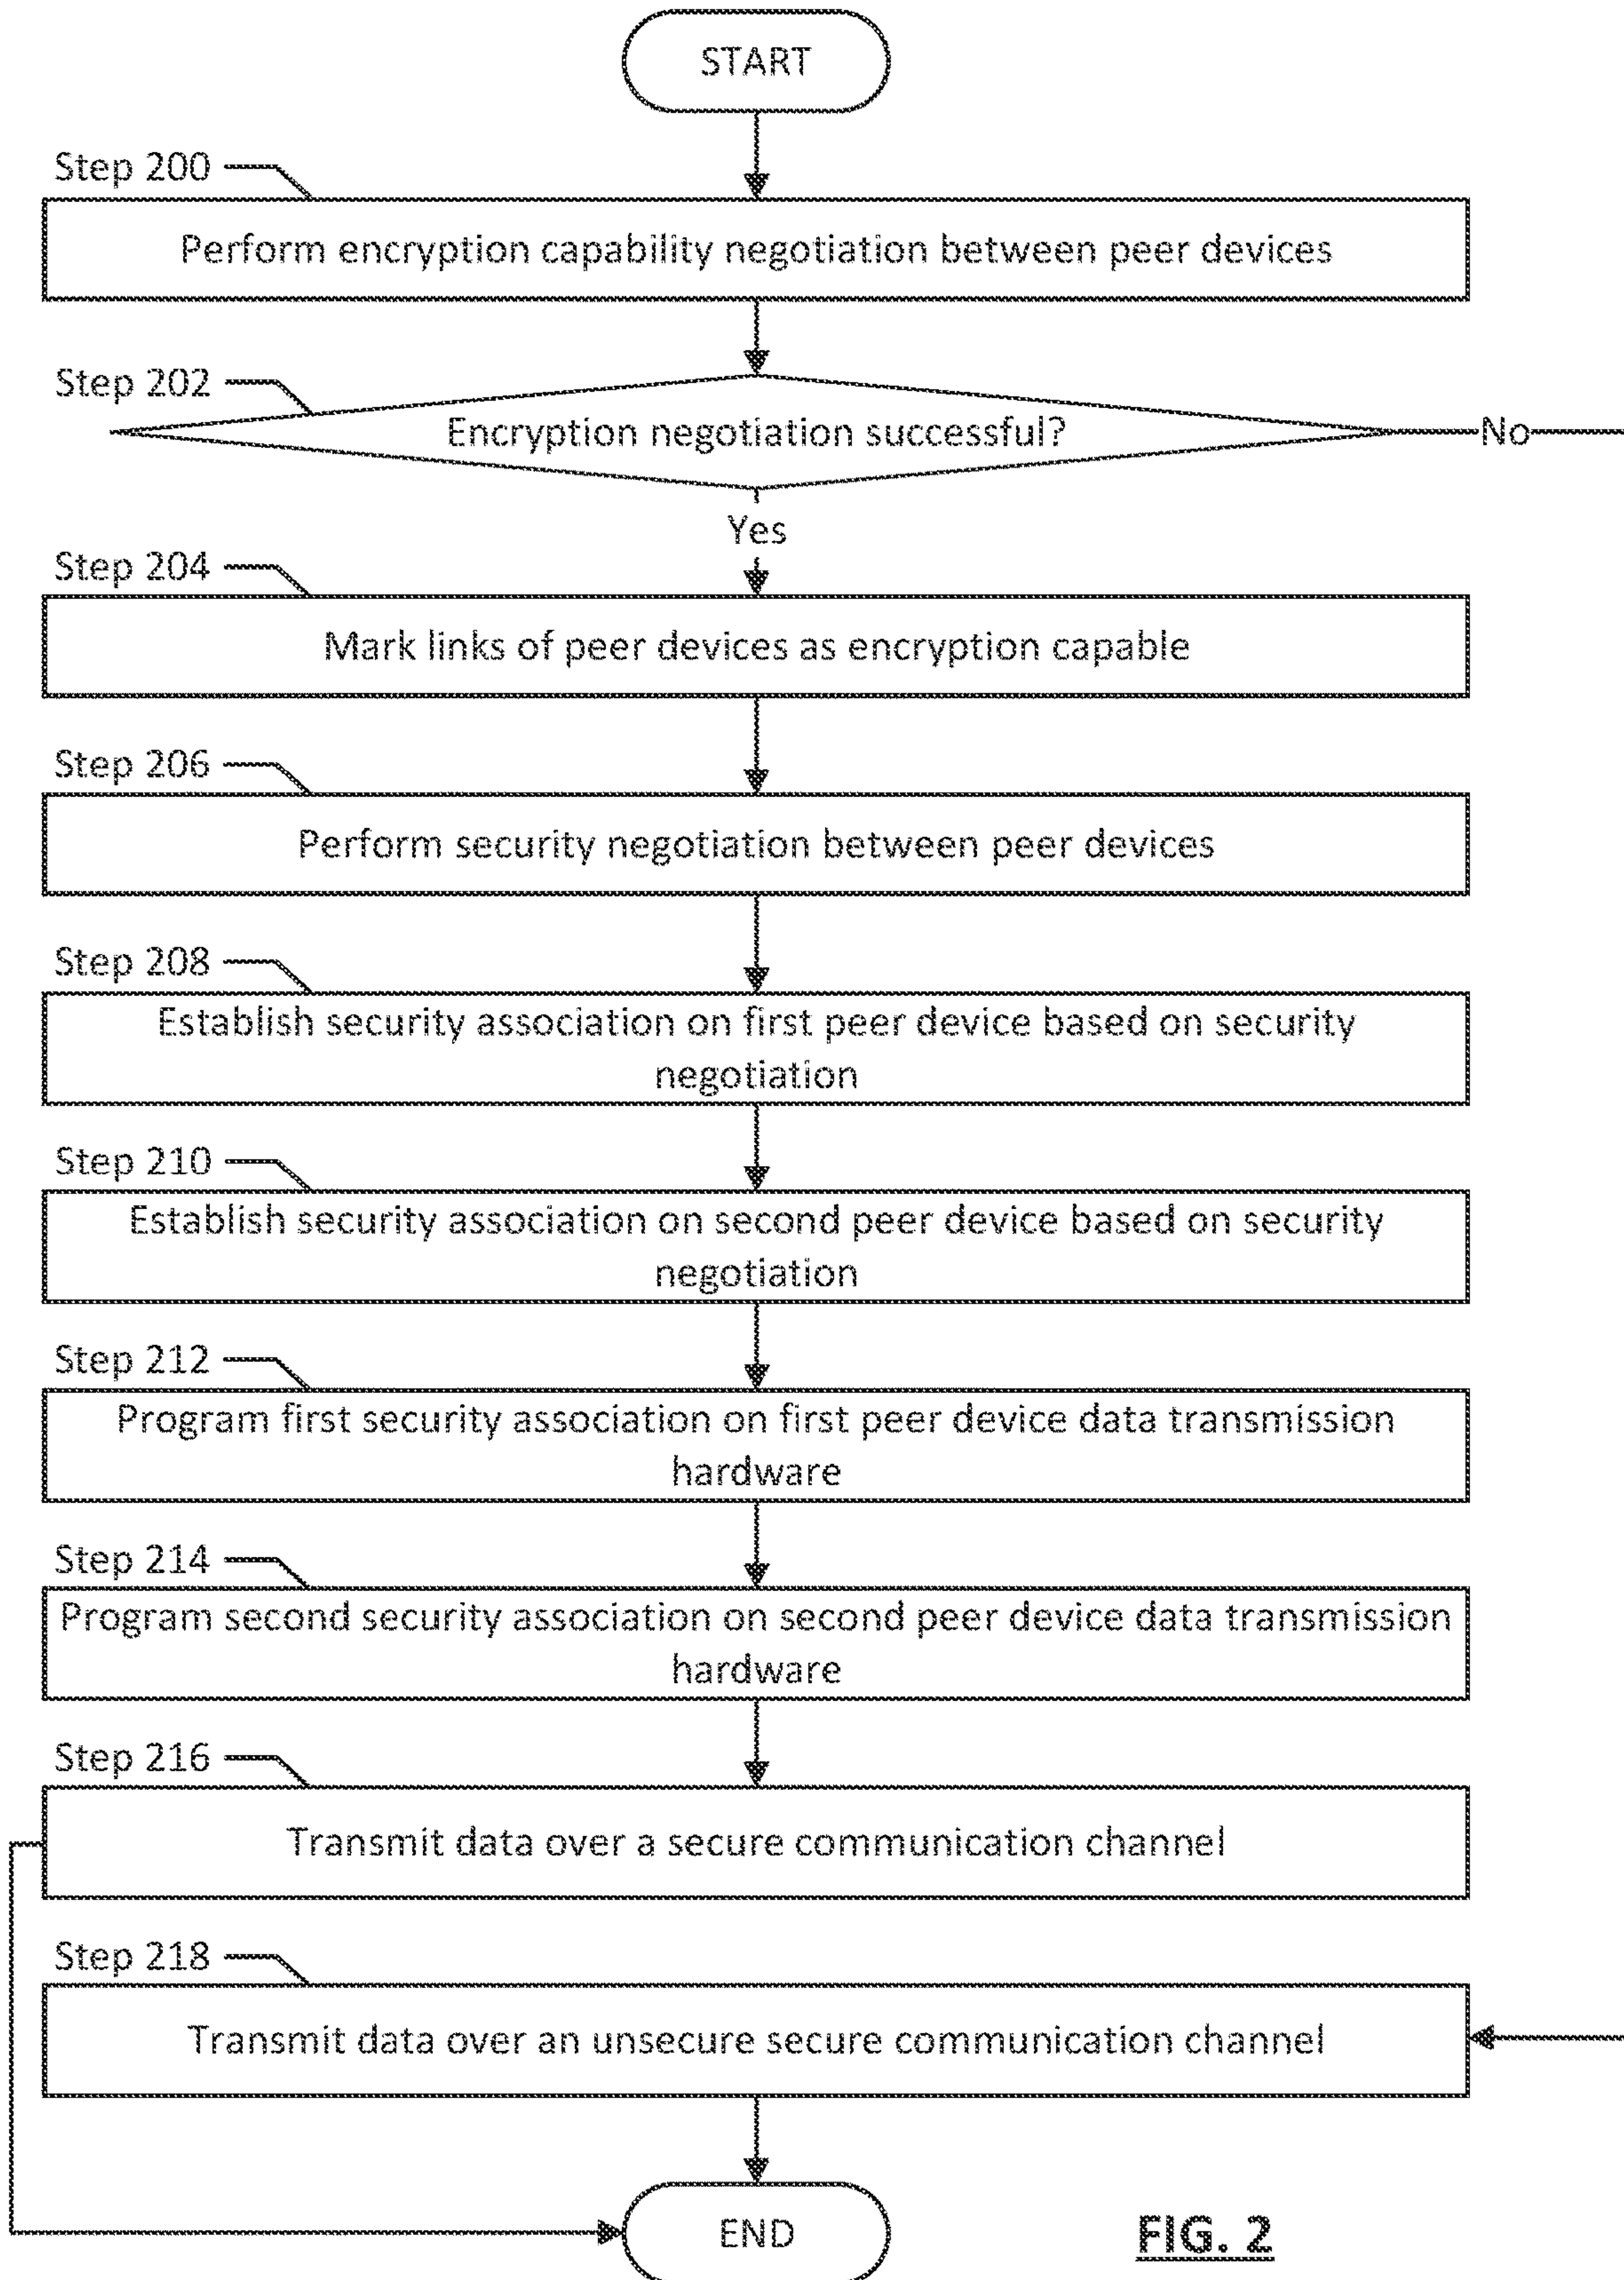 START
Step 200
Perform encryption capability negotiation between peer devices
Step 202
Encryption negotiation successful?
No
Yes
Step 204
Mark links of peer devices as encryption capable
Step 206
Perform security negotiation between peer devices
Step 208
Establish security association on first peer device based on security
negotiation
Step 210
Establish security association on second peer device based on security
negotiation
Step 212
Program first security association on first peer device data transmission
hardware
Step 214
Program second security association on second peer device data transmission
hardware
Step 216
Transmit data over a secure communication channel
Step 218
Transmit data over an unsecure secure communication channel
END
FIG. 2